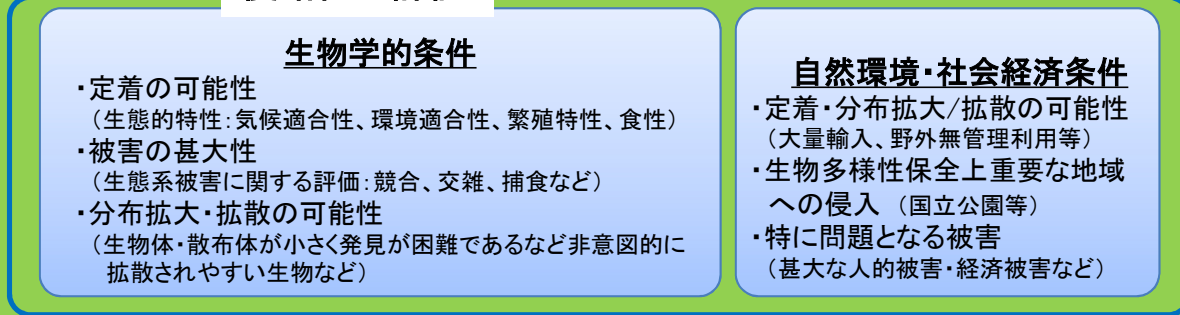 生物学的条件
・定着の可能性
（生態的特性：気候適合性、環境適合性、繁殖特性、食性）
・被害の甚大性
（生態系被害に関する評価：競合、交雑、捕食など）
・分布拡大・拡散の可能性
（生物体・散布体が小さく発見が困難であるなど非意図的に
拡散されやすい生物など）
自然環境・社会経済条件
・定着・分布拡大/拡散の可能性
（大量輸入、野外無管理利用等）
・生物多様性保全上重要な地域
への侵入 （国立公園等）
・特に問題となる被害
（甚大な人的被害・経済被害など）